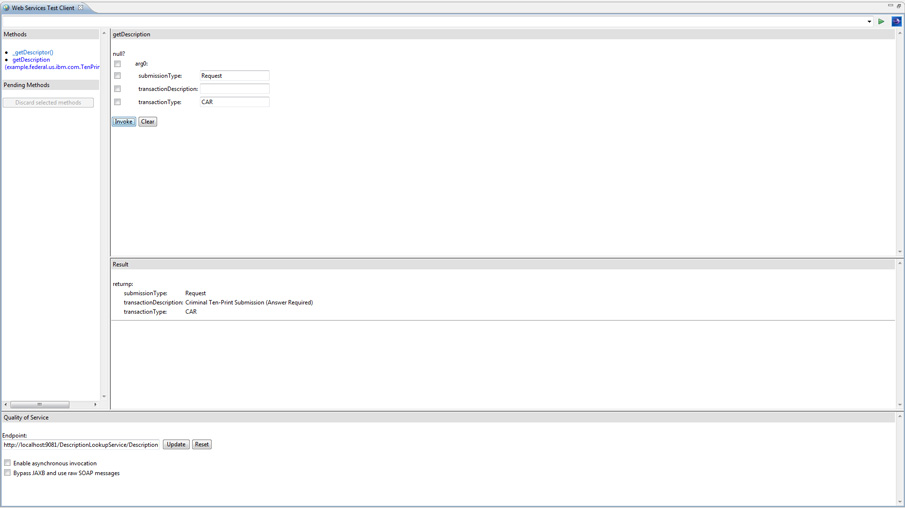 Web Services Test Client
Methods
_getDescriptor()
getDescription
(example.federal.us.ibm.com.TenPrin
Pending Methods
Discard selected methods
getDescription
null?
arg0:
submissionType: Request
transactionDescription:
transactionType: CAR
Invoke Clear
Result
returnp:
submissionType: Request
transactionDescription: Criminal Ten-Print Submission (Answer Required)
transactionType: CAR
Quality of Service
Endpoint:
http://localhost:9081/DescriptionLookupService/Description Update Reset
Enable asynchronous invocation
Bypass JAXB and use raw SOAP messages